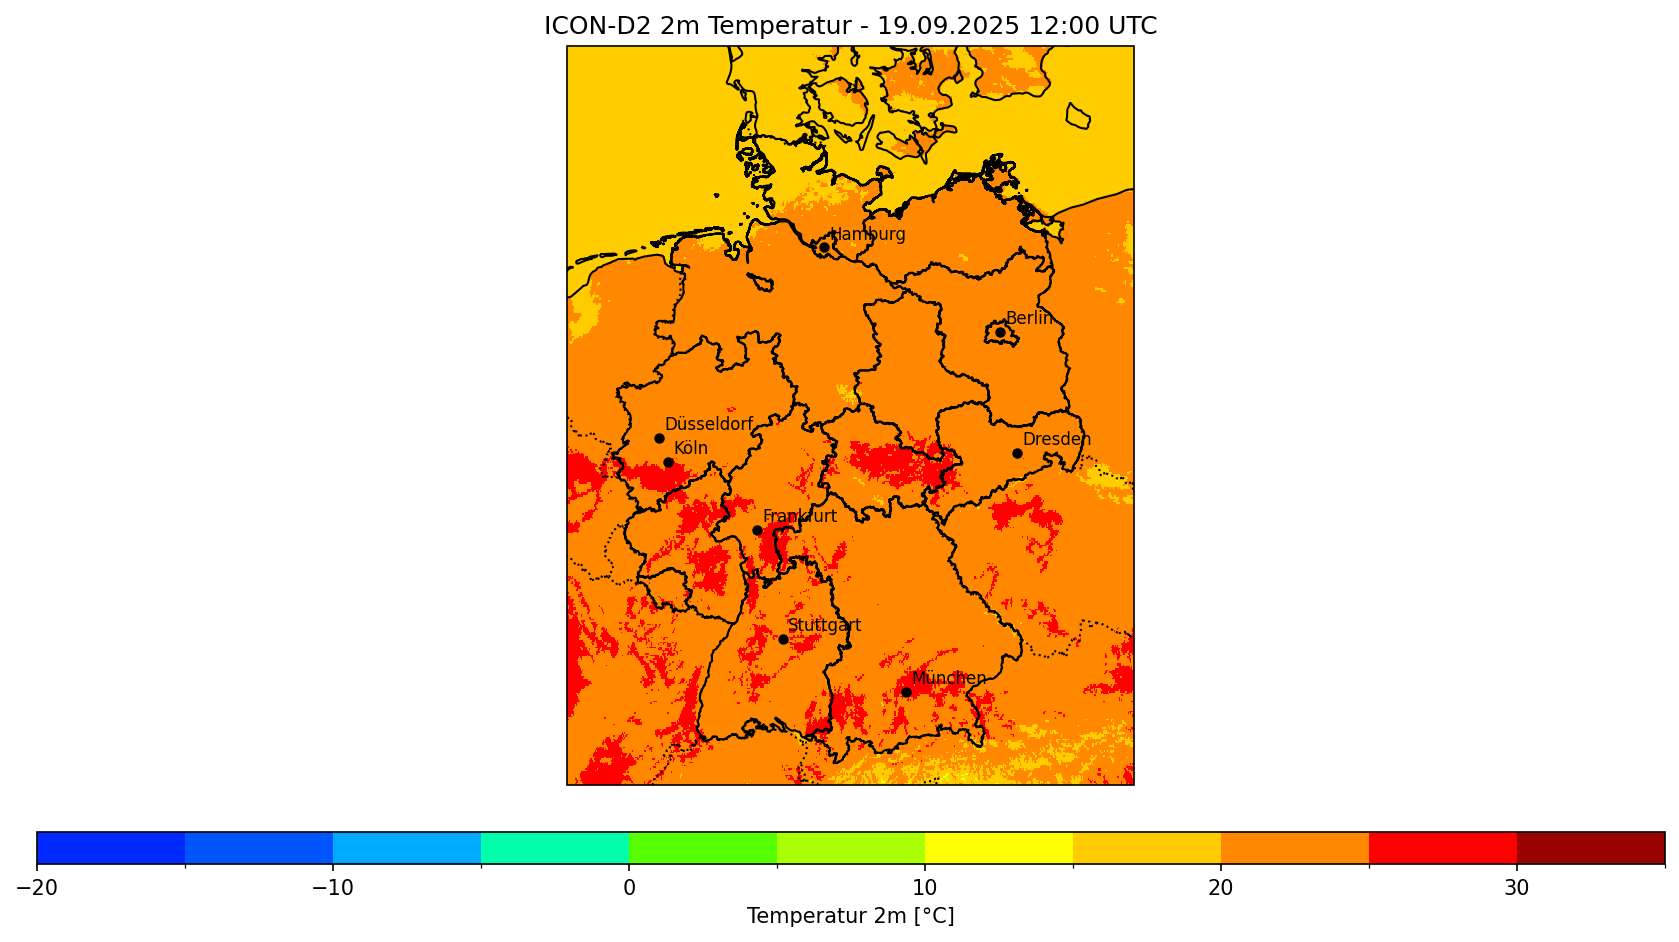 ICON-D2 2m Temperatur - 19.09.2025 12:00 UTC
Hamburg
Berlin
Düsseldorf
Köln
Dresden
Frankfurt
Stuttgart
München
−20 −10 0 10 20 30
Temperatur 2m [°C]